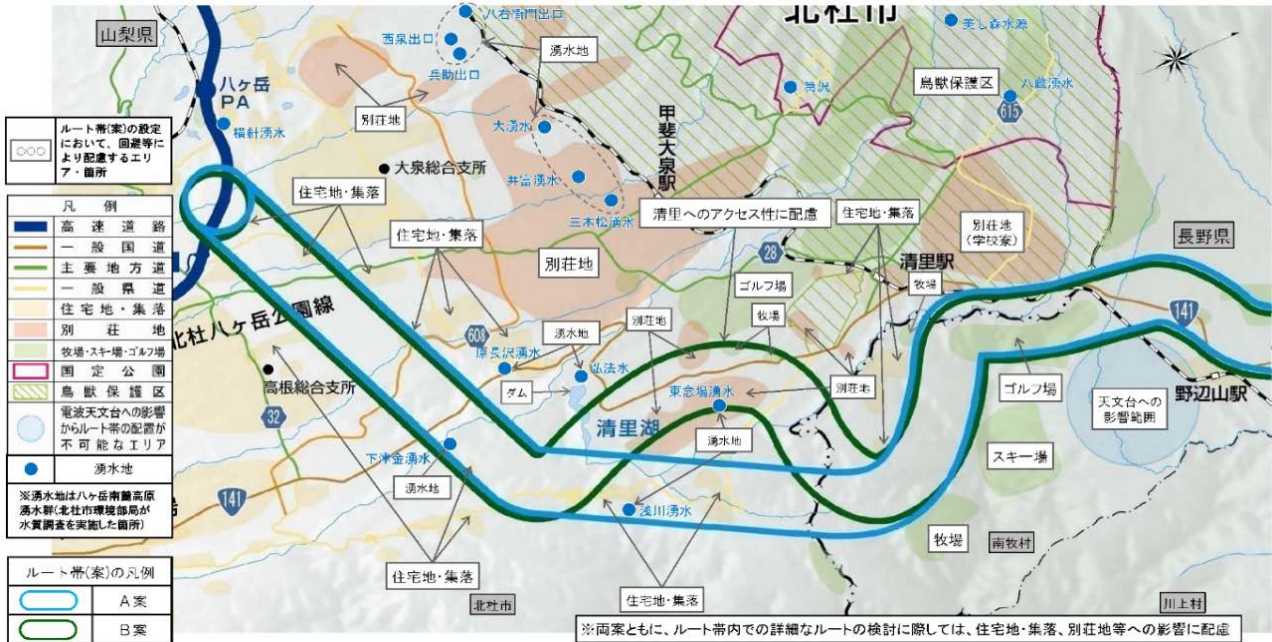 山梨県
八ヶ岳
PA
横針湧水
八右衛門出口
西泉出口
兵助出口
湧水地
別荘地
北杜市
美し森水源
鳥獣保護区
八蔵湧水
615
甲斐大泉駅
大湧水
井富湧水
三本松湧水
大泉総合支所
住宅地・集落
住宅地・集落
別荘地
清里へのアクセス性に配慮
住宅地・集落
別荘地
(学校寮)
長野県
28
清里駅
牧場
ゴルフ場
牧場
別荘地
湧水地
608
原長沢湧水
弘法水
ダム
清里湖
東念場湧水
別荘地
湧水地
北杜八ヶ岳公園線
高根総合支所
32
下津金湧水
湧水地
141
浅川湧水
住宅地・集落
住宅地・集落
北杜市
141
野辺山駅
ゴルフ場
天文台への
影響範囲
スキー場
牧場
南牧村
川上村
※両案ともに、ルート帯内での詳細なルートの検討に際しては、住宅地・集落、別荘地等への影響に配慮
○○○
ルート帯(案)の設定
において、回避等に
より配慮するエリ
ア・箇所
凡例
高速道路
一般国道
主要地方道
一般県道
住宅地・集落
別荘地
牧場・スキー場・ゴルフ場
国定公園
鳥獣保護区
電波天文台への影響
からルート帯の配置が
不可能なエリア
湧水地
※湧水地は八ヶ岳南麓高原
湧水群(北杜市環境部局が
水質調査を実施した箇所)
ルート帯(案)の凡例
A案
B案